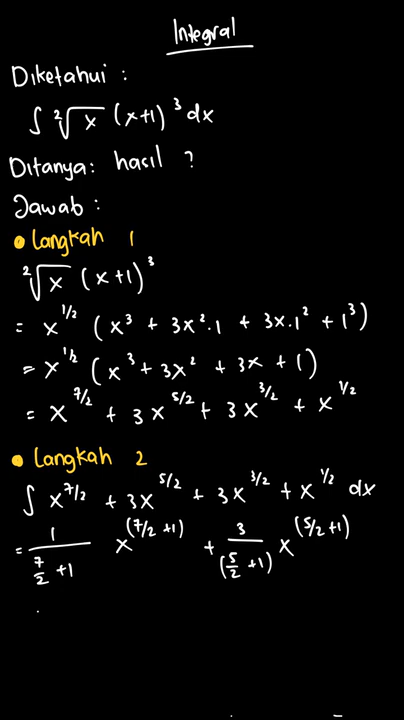 Integral
Diketahui :
∫ ²√x (x+1)³ dx
Ditanya: hasil ?
Jawab :
• Langkah 1
²√x (x+1)³
= x^(1/2) (x³ + 3x²·1 + 3x·1² + 1³)
= x^(1/2) (x³ + 3x² + 3x + 1)
= x^(7/2) + 3x^(5/2) + 3x^(3/2) + x^(1/2)
• Langkah 2
∫ x^(7/2) + 3x^(5/2) + 3x^(3/2) + x^(1/2) dx
= 1/(7/2 + 1) x^(7/2 + 1) + 3/((5/2 + 1)) x^(5/2 + 1)